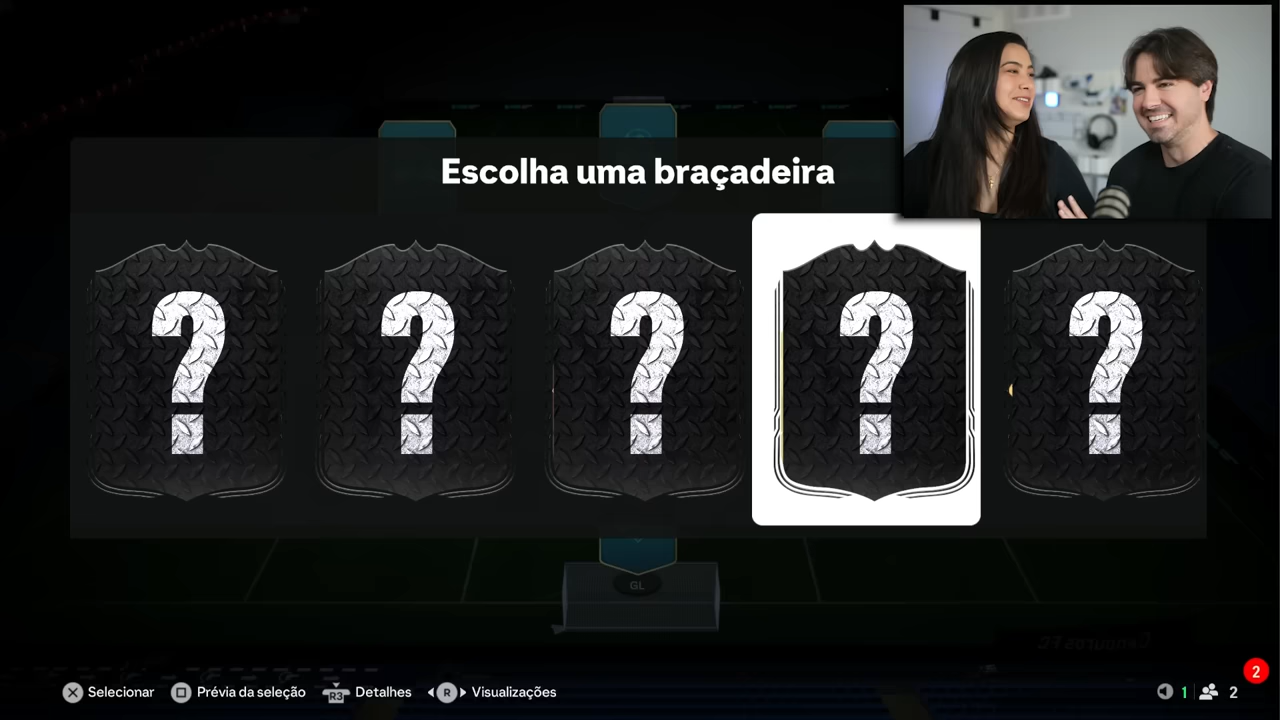 Escolha uma braçadeira
? ? ? ? ?
GL
Selecionar Prévia da seleção R3 Detalhes R Visualizações
2
1 2